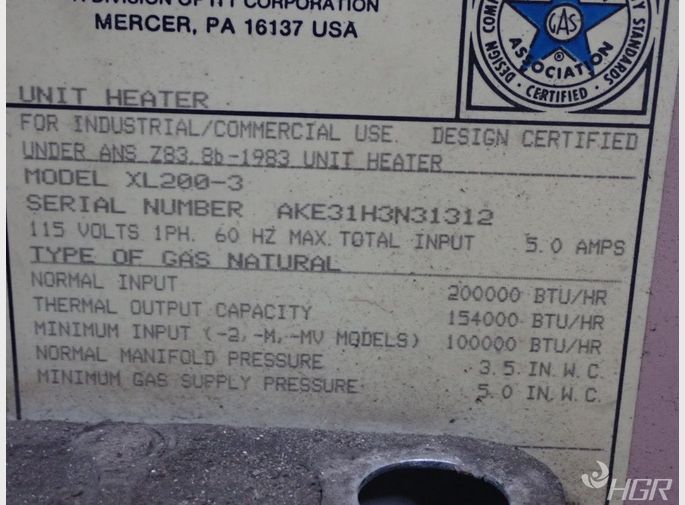 A DIVISION OF ITT CORPORATION
MERCER, PA 16137 USA
GAS
ASSOCIATION
DESIGN
CERTIFIED
STANDARDS
UNIT HEATER
FOR INDUSTRIAL/COMMERCIAL USE. DESIGN CERTIFIED
UNDER ANS Z83.8b-1983 UNIT HEATER
MODEL XL200-3
SERIAL NUMBER AKE31H3N31312
115 VOLTS 1PH. 60 HZ MAX. TOTAL INPUT 5.0 AMPS
TYPE OF GAS NATURAL
NORMAL INPUT 200000 BTU/HR
THERMAL OUTPUT CAPACITY 154000 BTU/HR
MINIMUM INPUT (-2, -M, -MV MODELS) 100000 BTU/HR
NORMAL MANIFOLD PRESSURE 3.5 IN.W.C.
MINIMUM GAS SUPPLY PRESSURE 5.0 IN.W.C.
HGR